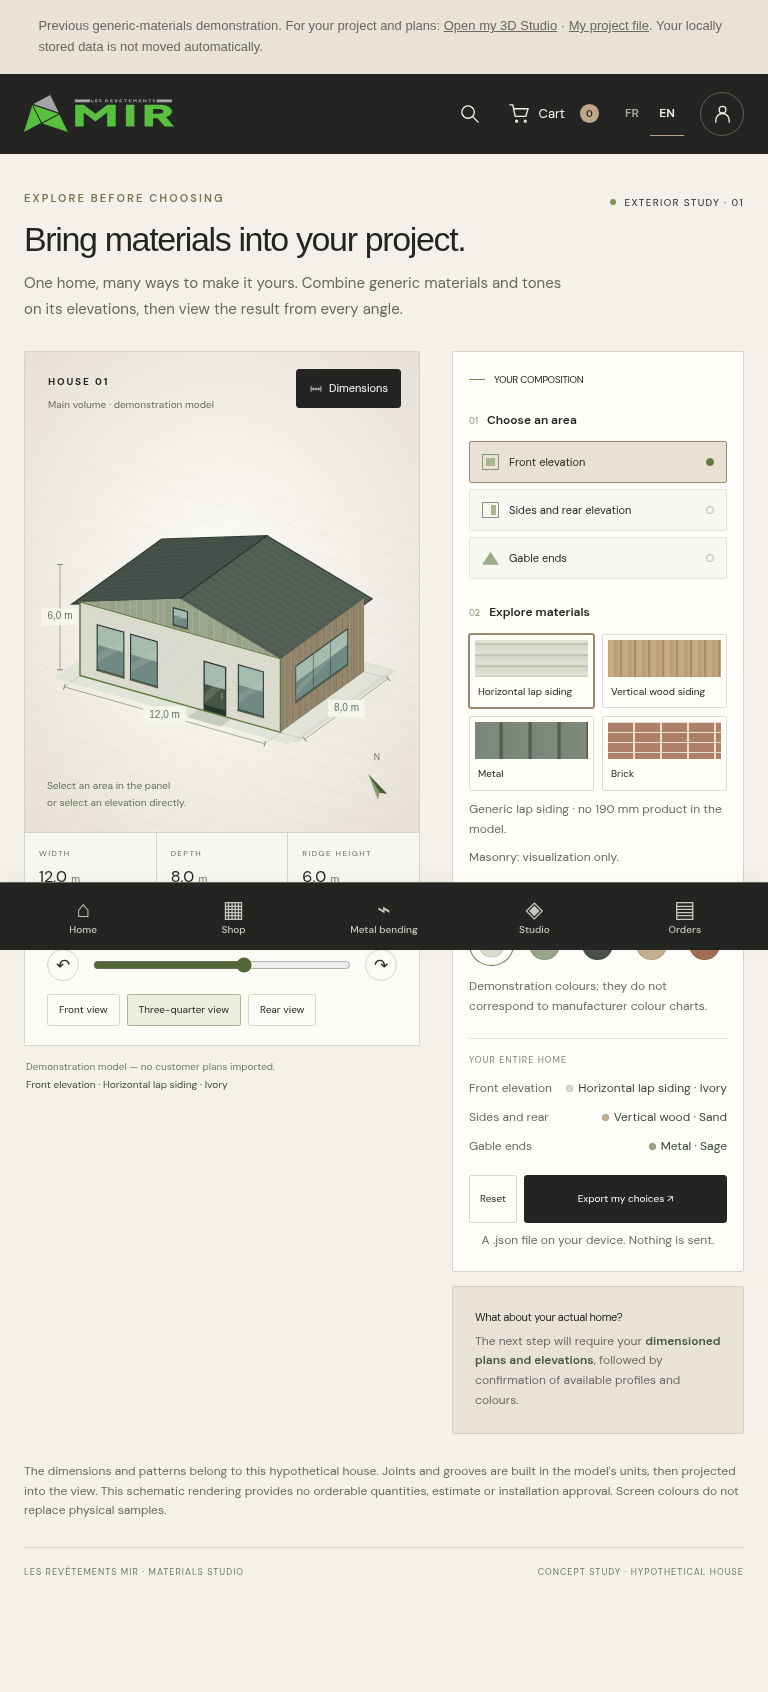 Previous generic-materials demonstration. For your project and plans: Open my 3D Studio · My project file. Your locally
stored data is not moved automatically.
LES REVÊTEMENTS
MIR
Cart 0 FR EN
EXPLORE BEFORE CHOOSING
EXTERIOR STUDY · 01
Bring materials into your project.
One home, many ways to make it yours. Combine generic materials and tones
on its elevations, then view the result from every angle.
HOUSE 01
Main volume · demonstration model
Dimensions
6,0 m
12,0 m
8,0 m
N
Select an area in the panel
or select an elevation directly.
WIDTH
12.0 m
DEPTH
8.0 m
RIDGE HEIGHT
6.0 m
↶
↷
Front view
Three-quarter view
Rear view
Demonstration model — no customer plans imported.
Front elevation · Horizontal lap siding · Ivory
YOUR COMPOSITION
01 Choose an area
Front elevation
Sides and rear elevation
Gable ends
02 Explore materials
Horizontal lap siding
Vertical wood siding
Metal
Brick
Generic lap siding · no 190 mm product in the
model.
Masonry: visualization only.
Home
Shop
Metal bending
Studio
Orders
Demonstration colours; they do not
correspond to manufacturer colour charts.
YOUR ENTIRE HOME
Front elevation Horizontal lap siding · Ivory
Sides and rear Vertical wood · Sand
Gable ends Metal · Sage
Reset
Export my choices ↗
A .json file on your device. Nothing is sent.
What about your actual home?
The next step will require your dimensioned
plans and elevations, followed by
confirmation of available profiles and
colours.
The dimensions and patterns belong to this hypothetical house. Joints and grooves are built in the model's units, then projected
into the view. This schematic rendering provides no orderable quantities, estimate or installation approval. Screen colours do not
replace physical samples.
LES REVÊTEMENTS MIR · MATERIALS STUDIO
CONCEPT STUDY · HYPOTHETICAL HOUSE